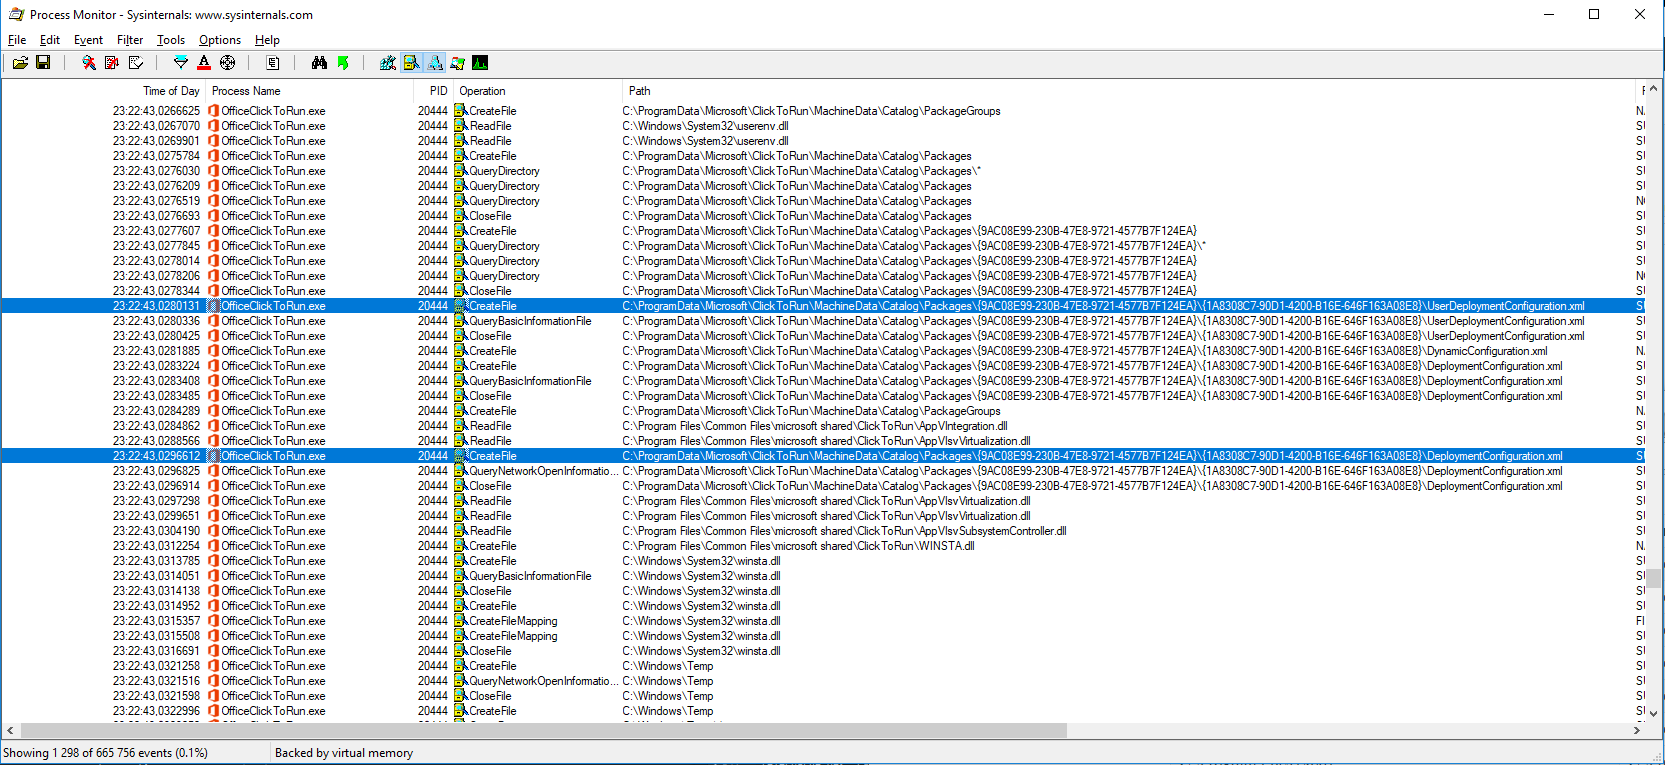 Process Monitor - Sysinternals: www.sysinternals.com
File Edit Event Filter Tools Options Help
Time of Day Process Name PID Operation Path
23:22:43,0266625 OfficeClickToRun.exe 20444 CreateFile C:\ProgramData\Microsoft\ClickToRun\MachineData\Catalog\PackageGroups
23:22:43,0267070 OfficeClickToRun.exe 20444 ReadFile C:\Windows\System32\userenv.dll
23:22:43,0269901 OfficeClickToRun.exe 20444 ReadFile C:\Windows\System32\userenv.dll
23:22:43,0275784 OfficeClickToRun.exe 20444 CreateFile C:\ProgramData\Microsoft\ClickToRun\MachineData\Catalog\Packages
23:22:43,0276030 OfficeClickToRun.exe 20444 QueryDirectory C:\ProgramData\Microsoft\ClickToRun\MachineData\Catalog\Packages\*
23:22:43,0276209 OfficeClickToRun.exe 20444 QueryDirectory C:\ProgramData\Microsoft\ClickToRun\MachineData\Catalog\Packages
23:22:43,0276519 OfficeClickToRun.exe 20444 QueryDirectory C:\ProgramData\Microsoft\ClickToRun\MachineData\Catalog\Packages
23:22:43,0276693 OfficeClickToRun.exe 20444 CloseFile C:\ProgramData\Microsoft\ClickToRun\MachineData\Catalog\Packages
23:22:43,0277607 OfficeClickToRun.exe 20444 CreateFile C:\ProgramData\Microsoft\ClickToRun\MachineData\Catalog\Packages\{9AC08E99-230B-47E8-9721-4577B7F124EA}
23:22:43,0277845 OfficeClickToRun.exe 20444 QueryDirectory C:\ProgramData\Microsoft\ClickToRun\MachineData\Catalog\Packages\{9AC08E99-230B-47E8-9721-4577B7F124EA}\*
23:22:43,0278014 OfficeClickToRun.exe 20444 QueryDirectory C:\ProgramData\Microsoft\ClickToRun\MachineData\Catalog\Packages\{9AC08E99-230B-47E8-9721-4577B7F124EA}
23:22:43,0278206 OfficeClickToRun.exe 20444 QueryDirectory C:\ProgramData\Microsoft\ClickToRun\MachineData\Catalog\Packages\{9AC08E99-230B-47E8-9721-4577B7F124EA}
23:22:43,0278344 OfficeClickToRun.exe 20444 CloseFile C:\ProgramData\Microsoft\ClickToRun\MachineData\Catalog\Packages\{9AC08E99-230B-47E8-9721-4577B7F124EA}
23:22:43,0280131 OfficeClickToRun.exe 20444 CreateFile C:\ProgramData\Microsoft\ClickToRun\MachineData\Catalog\Packages\{9AC08E99-230B-47E8-9721-4577B7F124EA}\{1A8308C7-90D1-4200-B16E-646F163A08E8}\UserDeploymentConfiguration.xml
23:22:43,0280336 OfficeClickToRun.exe 20444 QueryBasicInformationFile C:\ProgramData\Microsoft\ClickToRun\MachineData\Catalog\Packages\{9AC08E99-230B-47E8-9721-4577B7F124EA}\{1A8308C7-90D1-4200-B16E-646F163A08E8}\UserDeploymentConfiguration.xml
23:22:43,0280425 OfficeClickToRun.exe 20444 CloseFile C:\ProgramData\Microsoft\ClickToRun\MachineData\Catalog\Packages\{9AC08E99-230B-47E8-9721-4577B7F124EA}\{1A8308C7-90D1-4200-B16E-646F163A08E8}\UserDeploymentConfiguration.xml
23:22:43,0281885 OfficeClickToRun.exe 20444 CreateFile C:\ProgramData\Microsoft\ClickToRun\MachineData\Catalog\Packages\{9AC08E99-230B-47E8-9721-4577B7F124EA}\{1A8308C7-90D1-4200-B16E-646F163A08E8}\DynamicConfiguration.xml
23:22:43,0283224 OfficeClickToRun.exe 20444 CreateFile C:\ProgramData\Microsoft\ClickToRun\MachineData\Catalog\Packages\{9AC08E99-230B-47E8-9721-4577B7F124EA}\{1A8308C7-90D1-4200-B16E-646F163A08E8}\DeploymentConfiguration.xml
23:22:43,0283408 OfficeClickToRun.exe 20444 QueryBasicInformationFile C:\ProgramData\Microsoft\ClickToRun\MachineData\Catalog\Packages\{9AC08E99-230B-47E8-9721-4577B7F124EA}\{1A8308C7-90D1-4200-B16E-646F163A08E8}\DeploymentConfiguration.xml
23:22:43,0283485 OfficeClickToRun.exe 20444 CloseFile C:\ProgramData\Microsoft\ClickToRun\MachineData\Catalog\Packages\{9AC08E99-230B-47E8-9721-4577B7F124EA}\{1A8308C7-90D1-4200-B16E-646F163A08E8}\DeploymentConfiguration.xml
23:22:43,0284289 OfficeClickToRun.exe 20444 CreateFile C:\ProgramData\Microsoft\ClickToRun\MachineData\Catalog\PackageGroups
23:22:43,0284862 OfficeClickToRun.exe 20444 ReadFile C:\Program Files\Common Files\microsoft shared\ClickToRun\AppVIntegration.dll
23:22:43,0288566 OfficeClickToRun.exe 20444 ReadFile C:\Program Files\Common Files\microsoft shared\ClickToRun\AppVIsvVirtualization.dll
23:22:43,0296612 OfficeClickToRun.exe 20444 CreateFile C:\ProgramData\Microsoft\ClickToRun\MachineData\Catalog\Packages\{9AC08E99-230B-47E8-9721-4577B7F124EA}\{1A8308C7-90D1-4200-B16E-646F163A08E8}\DeploymentConfiguration.xml
23:22:43,0296825 OfficeClickToRun.exe 20444 QueryNetworkOpenInformatio... C:\ProgramData\Microsoft\ClickToRun\MachineData\Catalog\Packages\{9AC08E99-230B-47E8-9721-4577B7F124EA}\{1A8308C7-90D1-4200-B16E-646F163A08E8}\DeploymentConfiguration.xml
23:22:43,0296914 OfficeClickToRun.exe 20444 CloseFile C:\ProgramData\Microsoft\ClickToRun\MachineData\Catalog\Packages\{9AC08E99-230B-47E8-9721-4577B7F124EA}\{1A8308C7-90D1-4200-B16E-646F163A08E8}\DeploymentConfiguration.xml
23:22:43,0297298 OfficeClickToRun.exe 20444 ReadFile C:\Program Files\Common Files\microsoft shared\ClickToRun\AppVIsvVirtualization.dll
23:22:43,0299651 OfficeClickToRun.exe 20444 ReadFile C:\Program Files\Common Files\microsoft shared\ClickToRun\AppVIsvVirtualization.dll
23:22:43,0304190 OfficeClickToRun.exe 20444 ReadFile C:\Program Files\Common Files\microsoft shared\ClickToRun\AppVIsvSubsystemController.dll
23:22:43,0312254 OfficeClickToRun.exe 20444 CreateFile C:\Program Files\Common Files\microsoft shared\ClickToRun\WINSTA.dll
23:22:43,0313785 OfficeClickToRun.exe 20444 CreateFile C:\Windows\System32\winsta.dll
23:22:43,0314051 OfficeClickToRun.exe 20444 QueryBasicInformationFile C:\Windows\System32\winsta.dll
23:22:43,0314138 OfficeClickToRun.exe 20444 CloseFile C:\Windows\System32\winsta.dll
23:22:43,0314952 OfficeClickToRun.exe 20444 CreateFile C:\Windows\System32\winsta.dll
23:22:43,0315357 OfficeClickToRun.exe 20444 CreateFileMapping C:\Windows\System32\winsta.dll
23:22:43,0315508 OfficeClickToRun.exe 20444 CreateFileMapping C:\Windows\System32\winsta.dll
23:22:43,0316691 OfficeClickToRun.exe 20444 CloseFile C:\Windows\System32\winsta.dll
23:22:43,0321258 OfficeClickToRun.exe 20444 CreateFile C:\Windows\Temp
23:22:43,0321516 OfficeClickToRun.exe 20444 QueryNetworkOpenInformatio... C:\Windows\Temp
23:22:43,0321598 OfficeClickToRun.exe 20444 CloseFile C:\Windows\Temp
23:22:43,0322996 OfficeClickToRun.exe 20444 CreateFile C:\Windows\Temp
Showing 1 298 of 665 756 events (0.1%) Backed by virtual memory